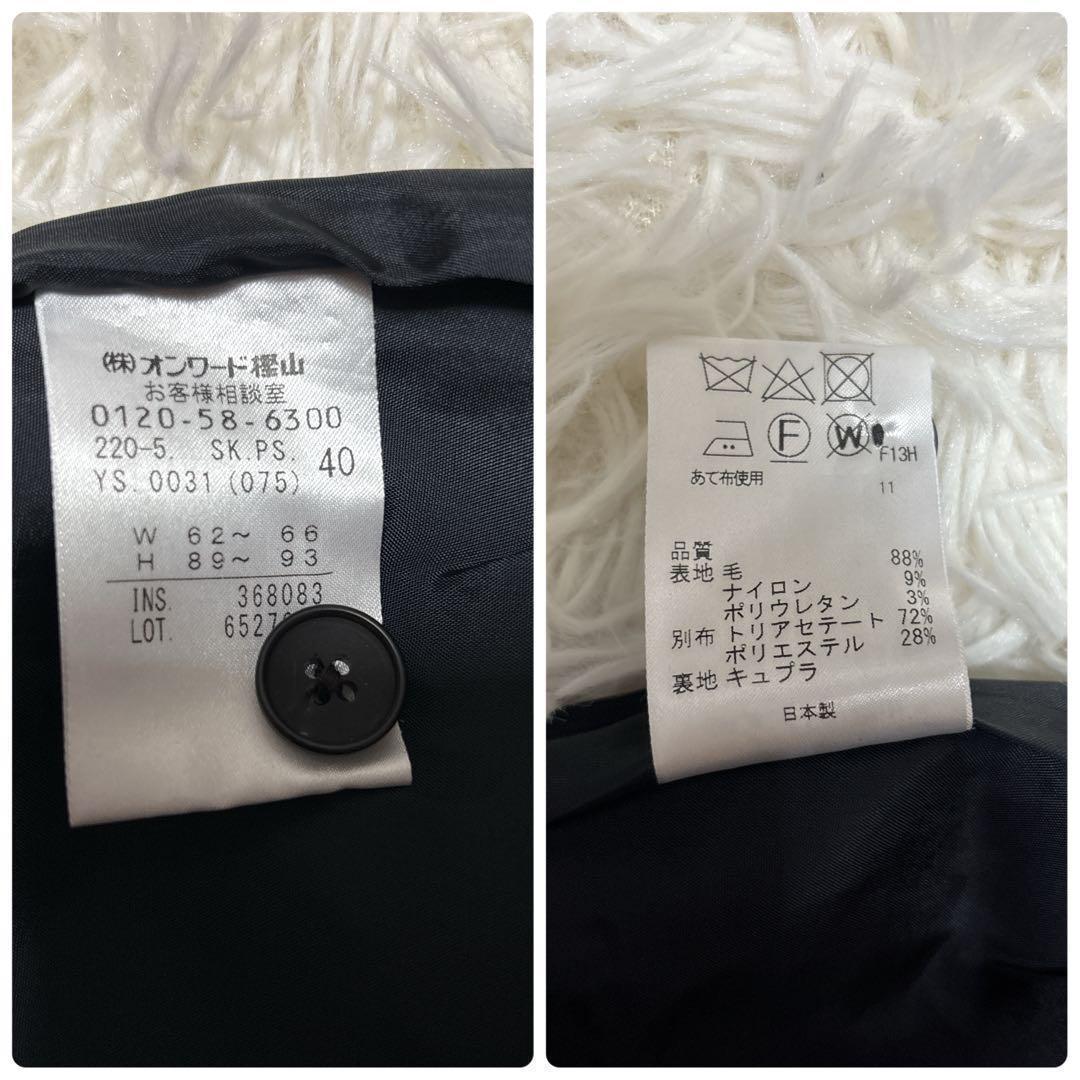 (株)オンワード樫山
お客様相談室
0120-58-6300
220-5. SK.PS. 40
YS.0031 (075)
W 62～ 66
H 89～ 93
INS. 368083
LOT.
F W
F13H
あて布使用
11
品質
表地 毛 88%
ナイロン 9%
ポリウレタン 3%
別布 トリアセテート 72%
ポリエステル 28%
裏地 キュプラ
日本製